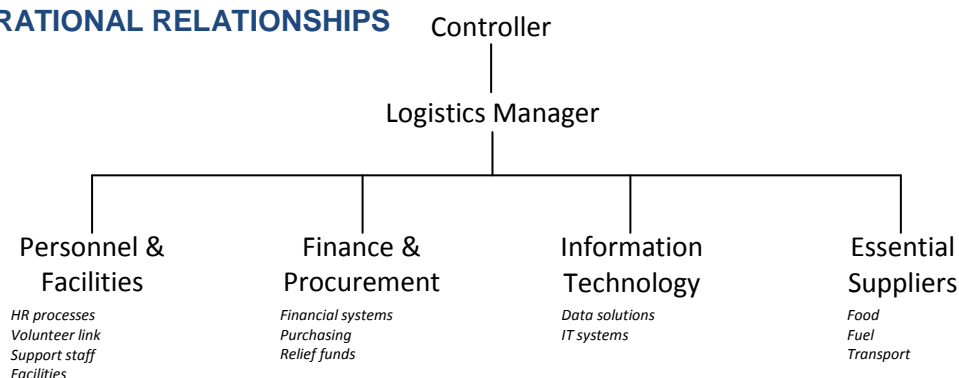 RATIONAL RELATIONSHIPS
Controller
Logistics Manager
Personnel &
Facilities
HR processes
Volunteer link
Support staff
Facilities
Finance &
Procurement
Financial systems
Purchasing
Relief funds
Information
Technology
Data solutions
IT systems
Essential
Suppliers
Food
Fuel
Transport